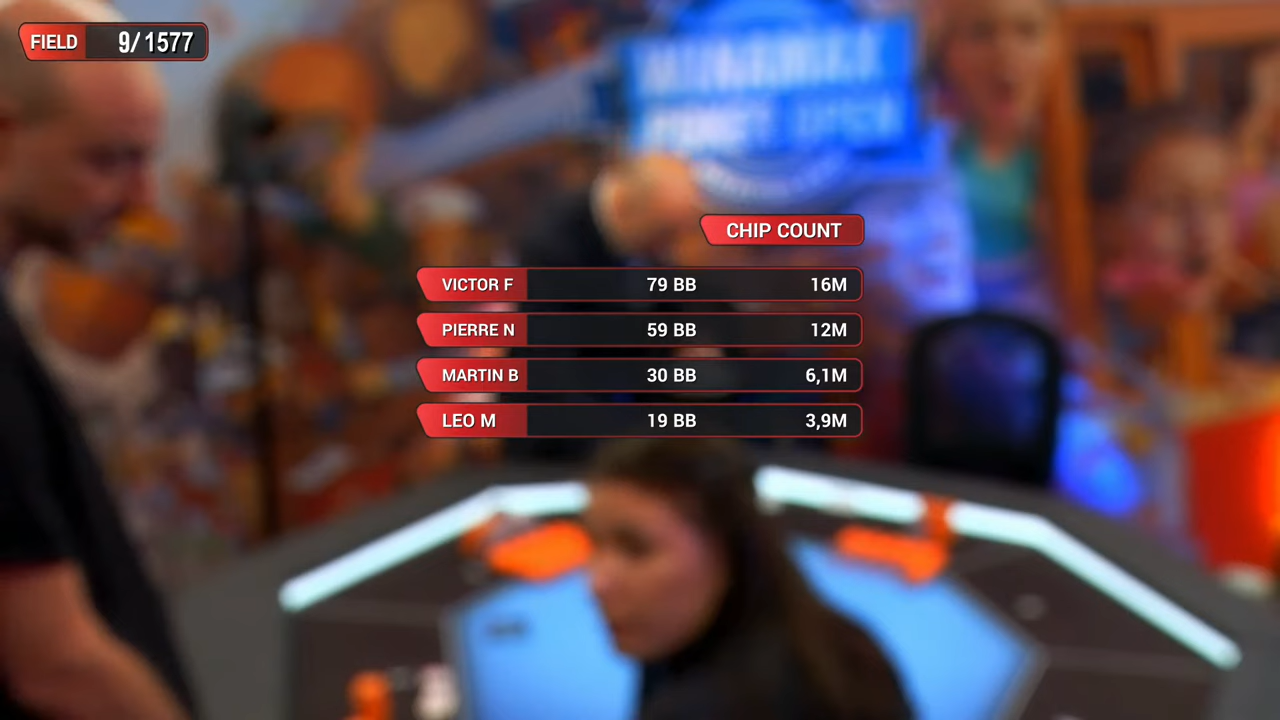 FIELD 9/1577
CHIP COUNT
VICTOR F 79 BB 16M
PIERRE N 59 BB 12M
MARTIN B 30 BB 6,1M
LEO M 19 BB 3,9M